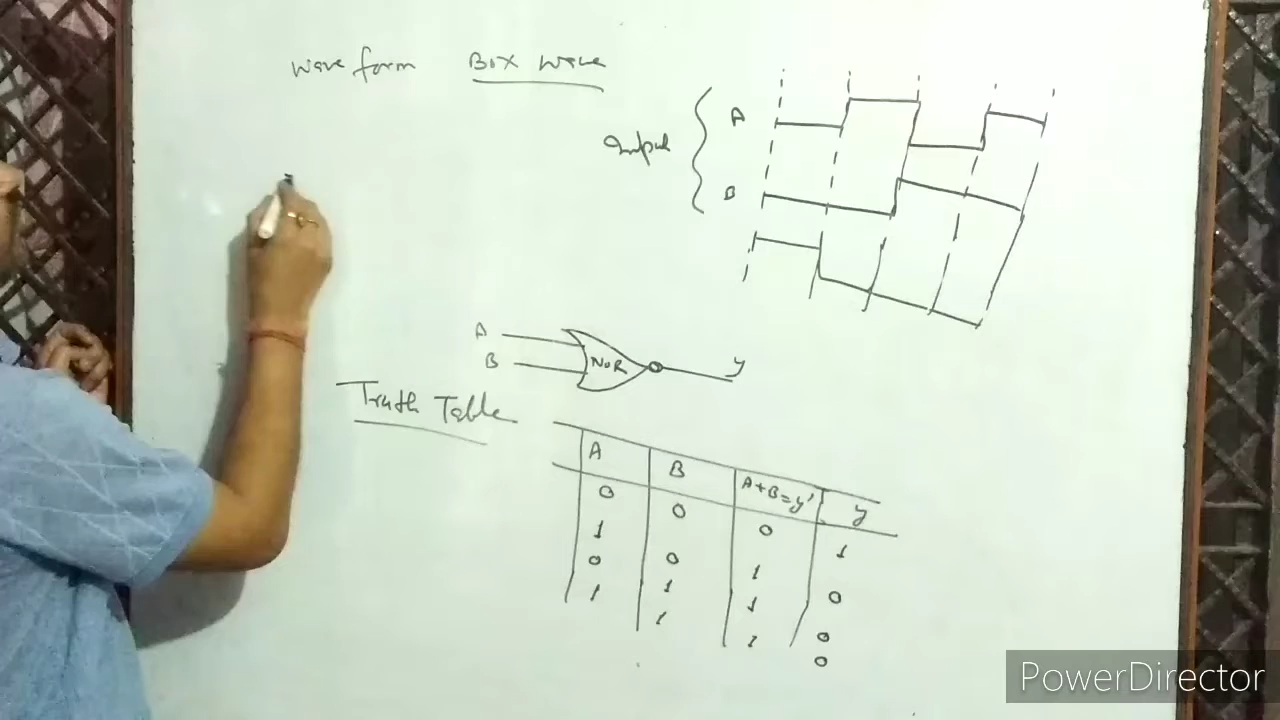 Wave form Box Wave
Input
A
B
A
B
NOR
y
Truth Table
A B A+B=y' y
0 0 0 1
1 0 1 0
0 1 1 0
1 1 1 0
PowerDirector